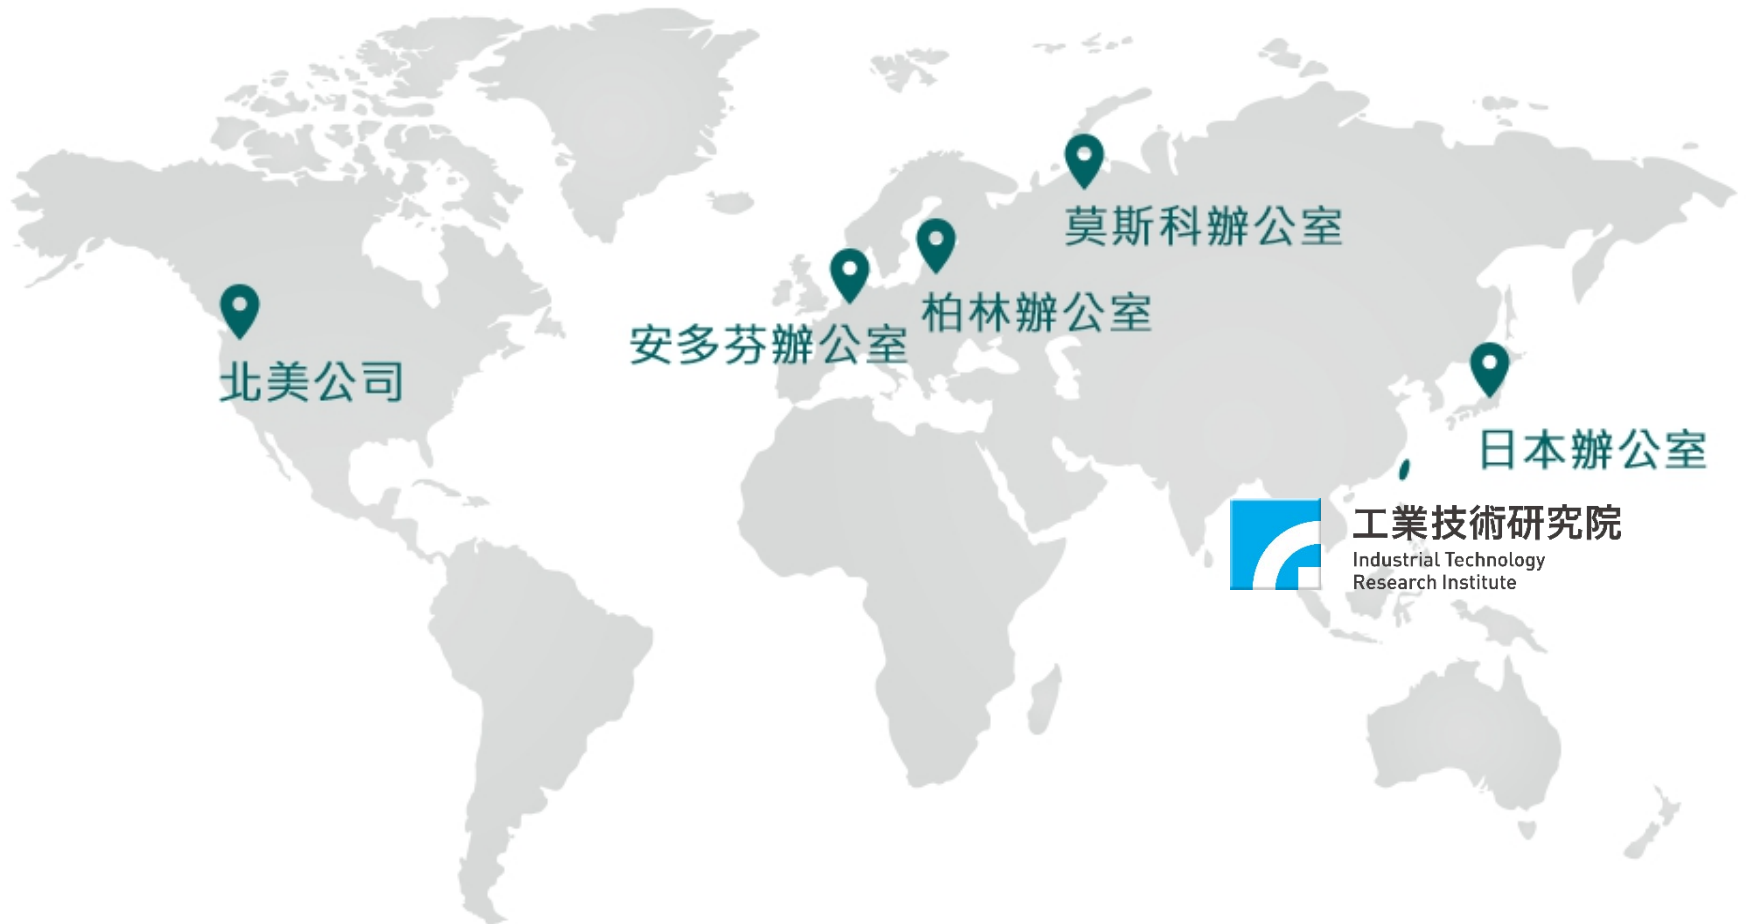 莫斯科辦公室
柏林辦公室
安多芬辦公室
北美公司
日本辦公室
工業技術研究院
Industrial Technology
Research Institute